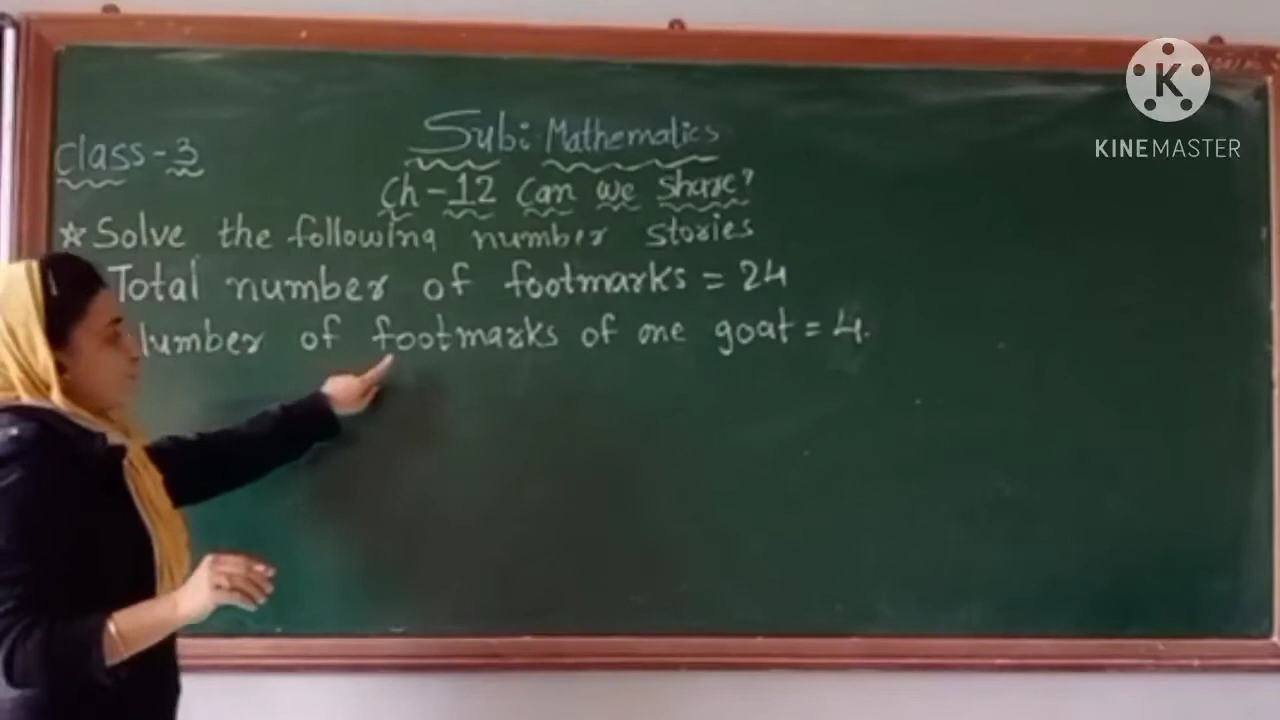 Sub: Mathematics
Class-3
Ch-12 Can we share?
☆ Solve the following number stories
Total number of footmarks = 24
Number of footmarks of one goat = 4.
K
KINEMASTER